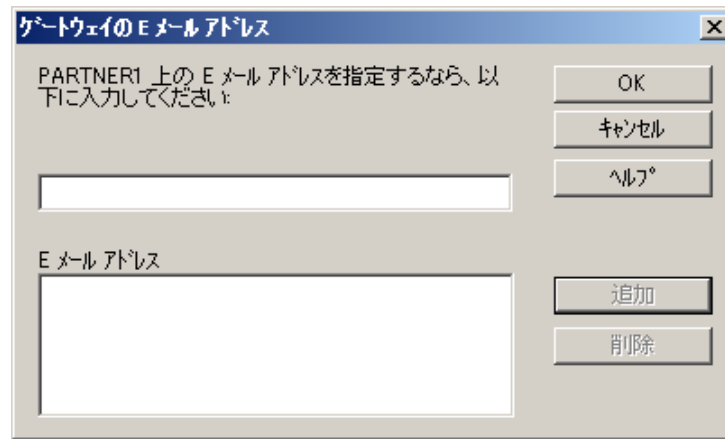 ｹﾞｰﾄｳｪｲの E ﾒｰﾙ ｱﾄﾞﾚｽ
PARTNER1 上の E ﾒｰﾙ ｱﾄﾞﾚｽを指定するなら、以
下に入力してください:
OK
ｷｬﾝｾﾙ
ﾍﾙﾌﾟ
E ﾒｰﾙ ｱﾄﾞﾚｽ
追加
削除